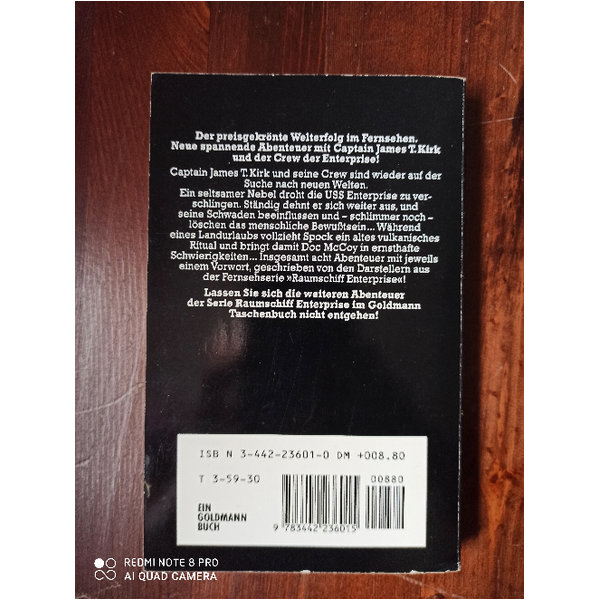 Der preisgekrönte Welterfolg im Fernsehen.
Neue spannende Abenteuer mit Captain James T. Kirk
und der Crew der Enterprise!
Captain James T. Kirk und seine Crew sind wieder auf der
Suche nach neuen Welten.
Ein seltsamer Nebel droht die USS Enterprise zu ver-
schlingen. Ständig dehnt er sich weiter aus, und
seine Schwaden beeinflussen und – schlimmer noch –
löschen das menschliche Bewußtsein... Während
eines Landurlaubs vollzieht Spock ein altes vulkanisches
Ritual und bringt damit Doc McCoy in ernsthafte
Schwierigkeiten... Insgesamt acht Abenteuer mit jeweils
einem Vorwort, geschrieben von den Darstellern aus
der Fernsehserie »Raumschiff Enterprise«!
Lassen Sie sich die weiteren Abenteuer
der Serie Raumschiff Enterprise im Goldmann
Taschenbuch nicht entgehen!
ISBN 3-442-23601-0 DM +008.80
T 3-59-30 00880
EIN
GOLDMANN
BUCH
9 783442 236015
REDMI NOTE 8 PRO
AI QUAD CAMERA